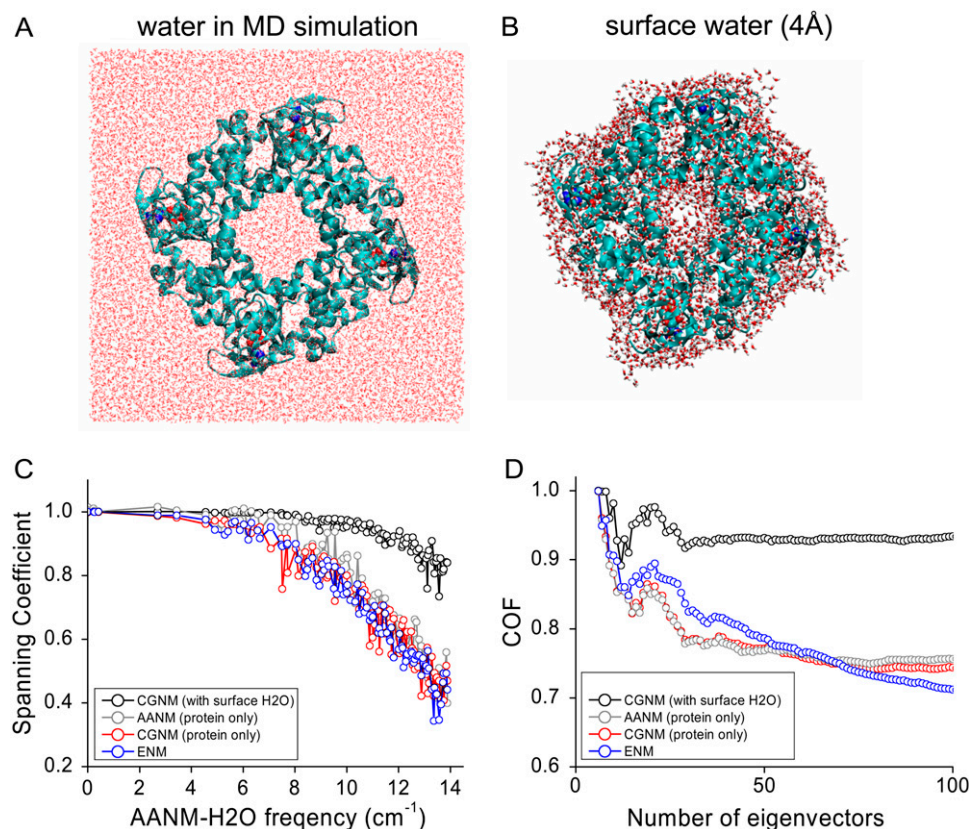 A
water in MD simulation
B
surface water (4Å)
C
1.0
0.8
0.6
0.4
0.2
Spanning Coefficient
CGNM (with surface H2O)
AANM (protein only)
CGNM (protein only)
ENM
0 2 4 6 8 10 12 14
AANM-H2O freqency (cm⁻¹)
D
1.0
0.9
0.8
0.7
0.6
COF
CGNM (with surface H2O)
AANM (protein only)
CGNM (protein only)
ENM
0 50 100
Number of eigenvectors